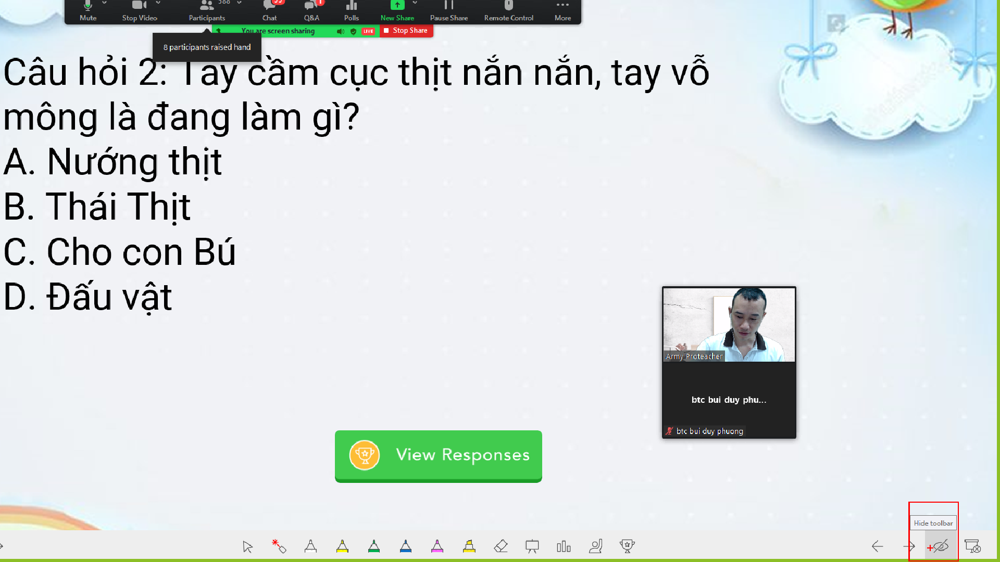 Mute
Stop Video
Participants
Chat
Q&A
Polls
New Share
Pause Share
Remote Control
More
You are screen sharing
LIVE
Stop Share
8 participants raised hand
Câu hỏi 2: Tay cầm cục thịt nắn nắn, tay vỗ
mông là đang làm gì?
A. Nướng thịt
B. Thái Thịt
C. Cho con Bú
D. Đấu vật
Army Proteacher
btc bui duy phu...
btc bui duy phuong
View Responses
Hide toolbar